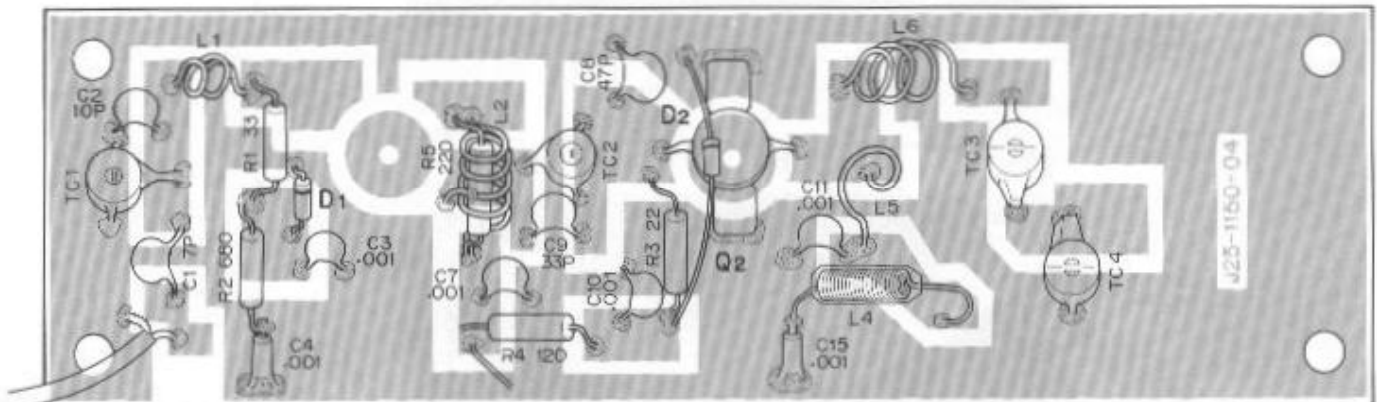 L1
C2
10P
TC1
R1 33
D1
C1 7P
R2 680
C3
.001
C4
.001
R5
220
L2
TC2
C8
47P
D2
C9
33P
C7
.001
R4 120
C10
.001
R3 22
Q2
L6
C11
.001
L5
L4
C15
.001
TC3
TC4
J25-1150-04